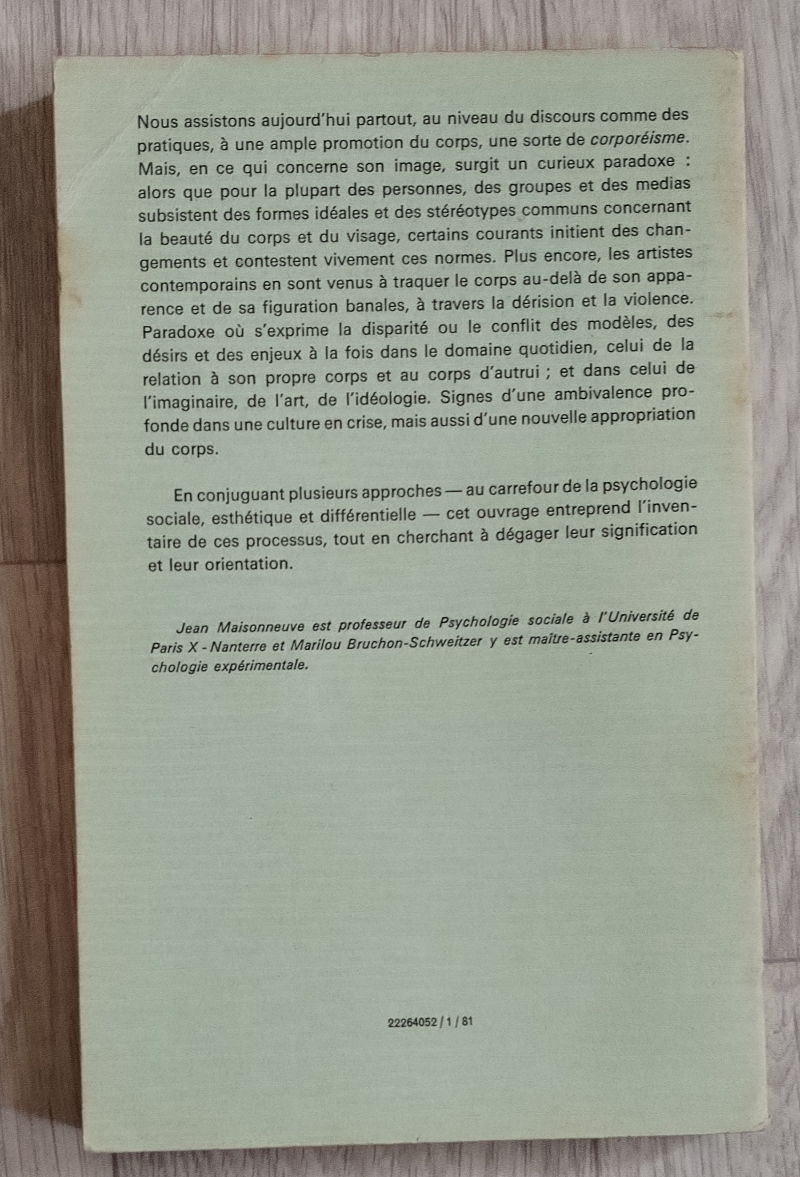 Nous assistons aujourd'hui partout, au niveau du discours comme des
pratiques, à une ample promotion du corps, une sorte de corporéisme.
Mais, en ce qui concerne son image, surgit un curieux paradoxe :
alors que pour la plupart des personnes, des groupes et des medias
subsistent des formes idéales et des stéréotypes communs concernant
la beauté du corps et du visage, certains courants initient des chan-
gements et contestent vivement ces normes. Plus encore, les artistes
contemporains en sont venus à traquer le corps au-delà de son appa-
rence et de sa figuration banales, à travers la dérision et la violence.
Paradoxe où s'exprime la disparité ou le conflit des modèles, des
désirs et des enjeux à la fois dans le domaine quotidien, celui de la
relation à son propre corps et au corps d'autrui ; et dans celui de
l'imaginaire, de l'art, de l'idéologie. Signes d'une ambivalence pro-
fonde dans une culture en crise, mais aussi d'une nouvelle appropriation
du corps.
En conjuguant plusieurs approches — au carrefour de la psychologie
sociale, esthétique et différentielle — cet ouvrage entreprend l'inven-
taire de ces processus, tout en cherchant à dégager leur signification
et leur orientation.
Jean Maisonneuve est professeur de Psychologie sociale à l'Université de
Paris X - Nanterre et Marilou Bruchon-Schweitzer y est maître-assistante en Psy-
chologie expérimentale.
22264052 / 1 / 81